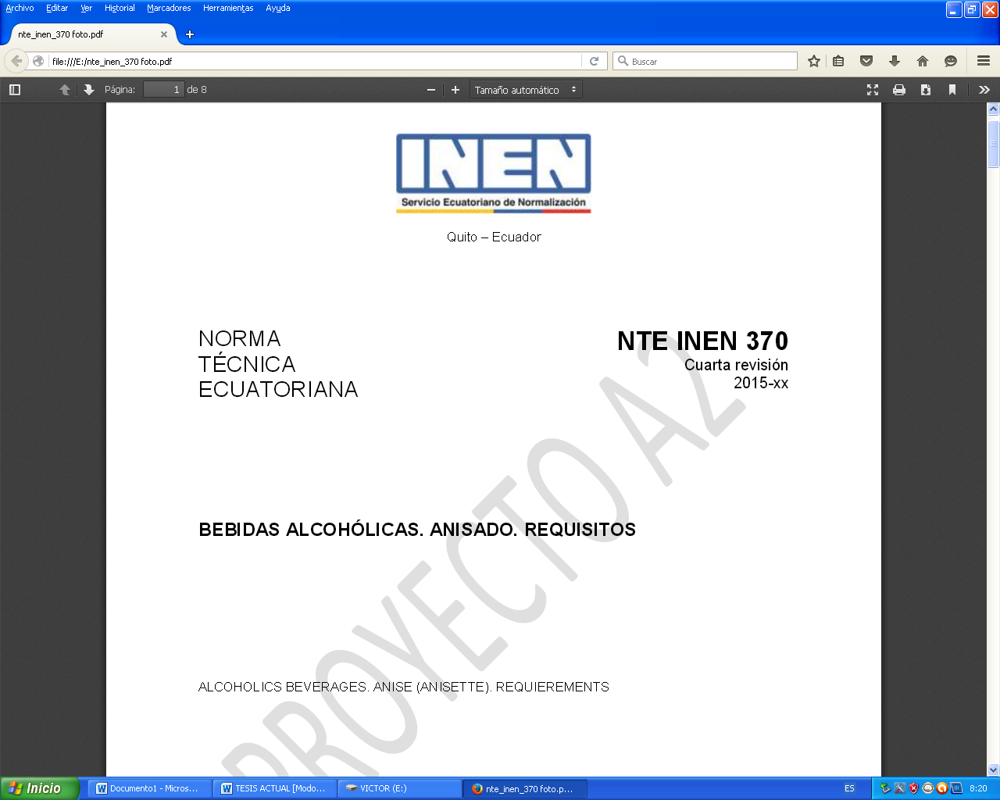 Archivo Editar Ver Historial Marcadores Herramientas Ayuda
nte_inen_370 foto.pdf
file:///E:/nte_inen_370 foto.pdf
Buscar
Página: 1 de 8
Tamaño automático
INEN
Servicio Ecuatoriano de Normalización
Quito – Ecuador
NORMA
TÉCNICA
ECUATORIANA
NTE INEN 370
Cuarta revisión
2015-xx
BEBIDAS ALCOHÓLICAS. ANISADO. REQUISITOS
ALCOHOLICS BEVERAGES. ANISE (ANISETTE). REQUIEREMENTS
PROYECTO A2
Inicio
Documento1 - Micros...
TESIS ACTUAL [Modo...
VICTOR (E:)
nte_inen_370 foto.p...
ES
8:20